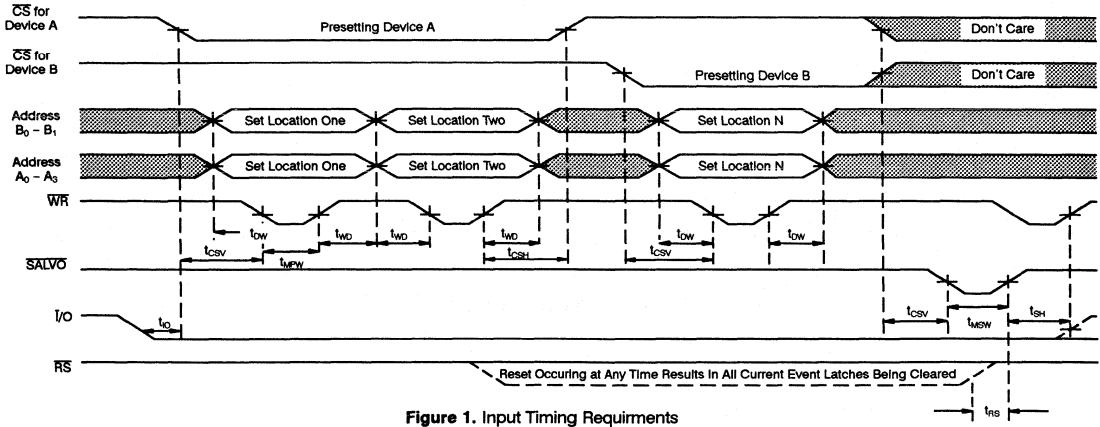 CS for
Device A
Presetting Device A
Don't Care
CS for
Device B
Presetting Device B
Don't Care
Address
B0 – B1
Set Location One
Set Location Two
Set Location N
Address
A0 – A3
Set Location One
Set Location Two
Set Location N
WR
tDW
tWD
tWD
tWD
tDW
tDW
tCSV
tMPW
tCSH
tCSV
SALVO
tCSV
tMSW
tSH
I/O
tIO
RS
Reset Occuring at Any Time Results In All Current Event Latches Being Cleared
tRS
Figure 1. Input Timing Requirments